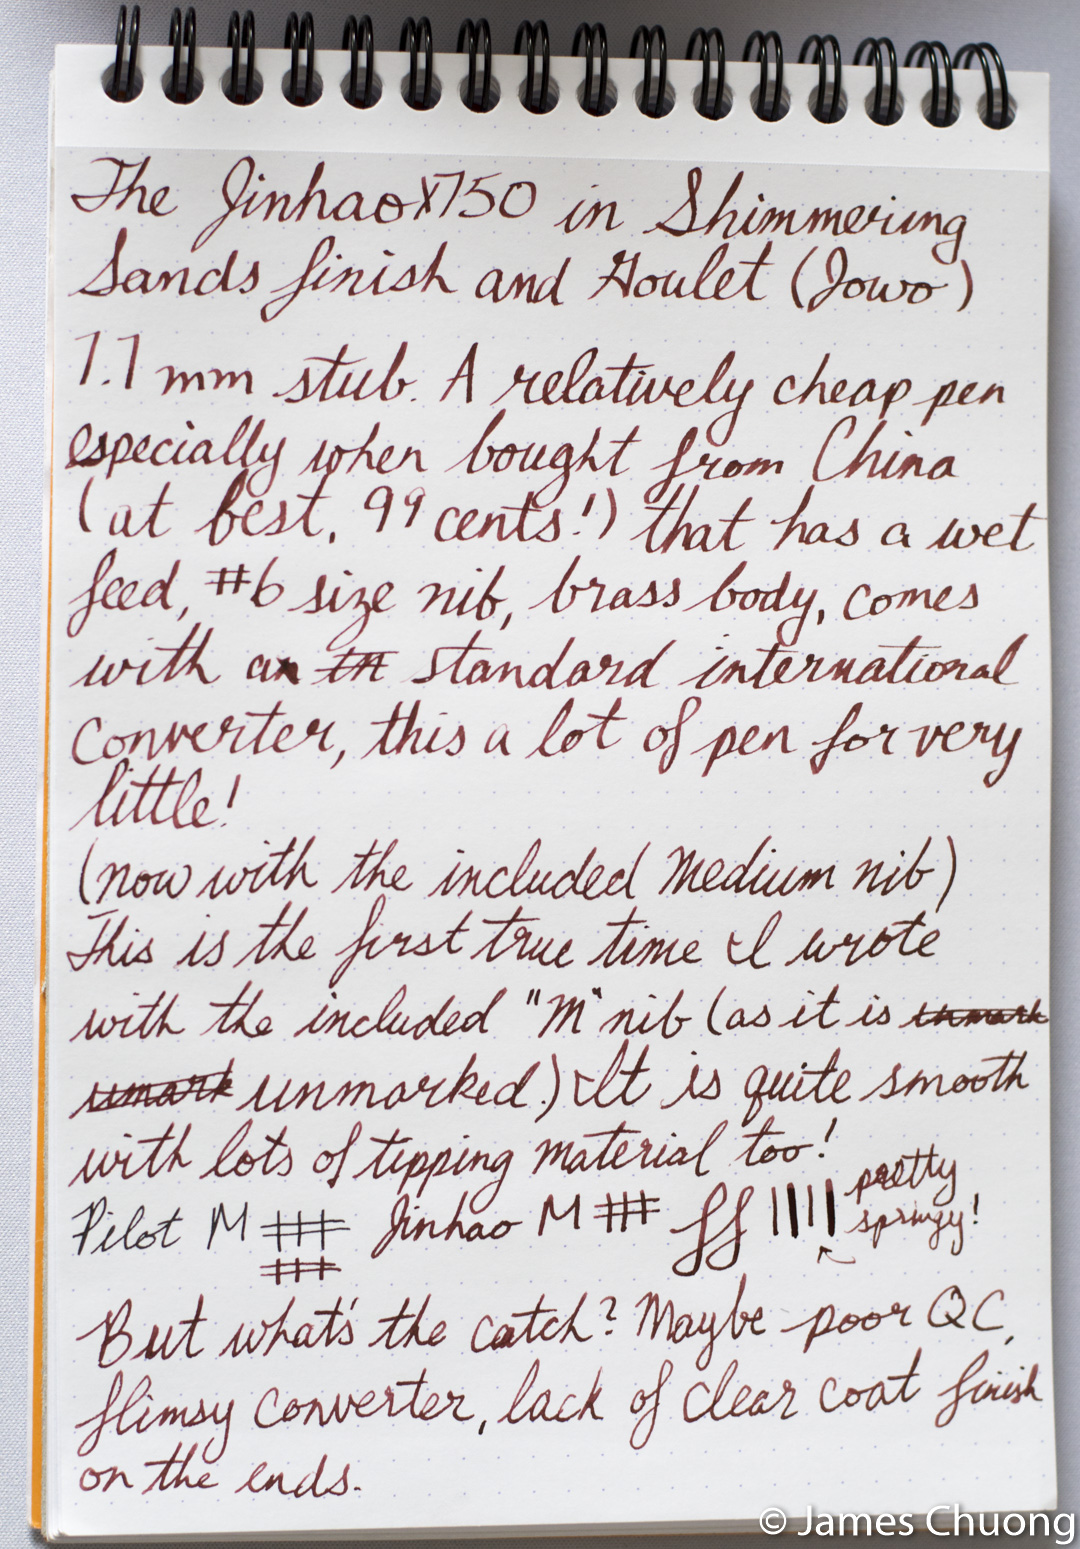 The Jinhao X750 in Shimmering
Sands finish and Goulet (Jowo)
1.1 mm stub. A relatively cheap pen
especially when bought from China
(at best, 99 cents!) that has a wet
feed, #6 size nib, brass body, comes
with an in standard international
converter, this a lot of pen for very
little!
(now with the included Medium nib)
This is the first true time I wrote
with the included "M" nib (as it is unmark
umark unmarked.) It is quite smooth
with lots of tipping material too!
Pilot M Jinhao M ff pretty
springy!
But what's the catch? Maybe poor QC,
flimsy converter, lack of clear coat finish
on the ends.
© James Chuong